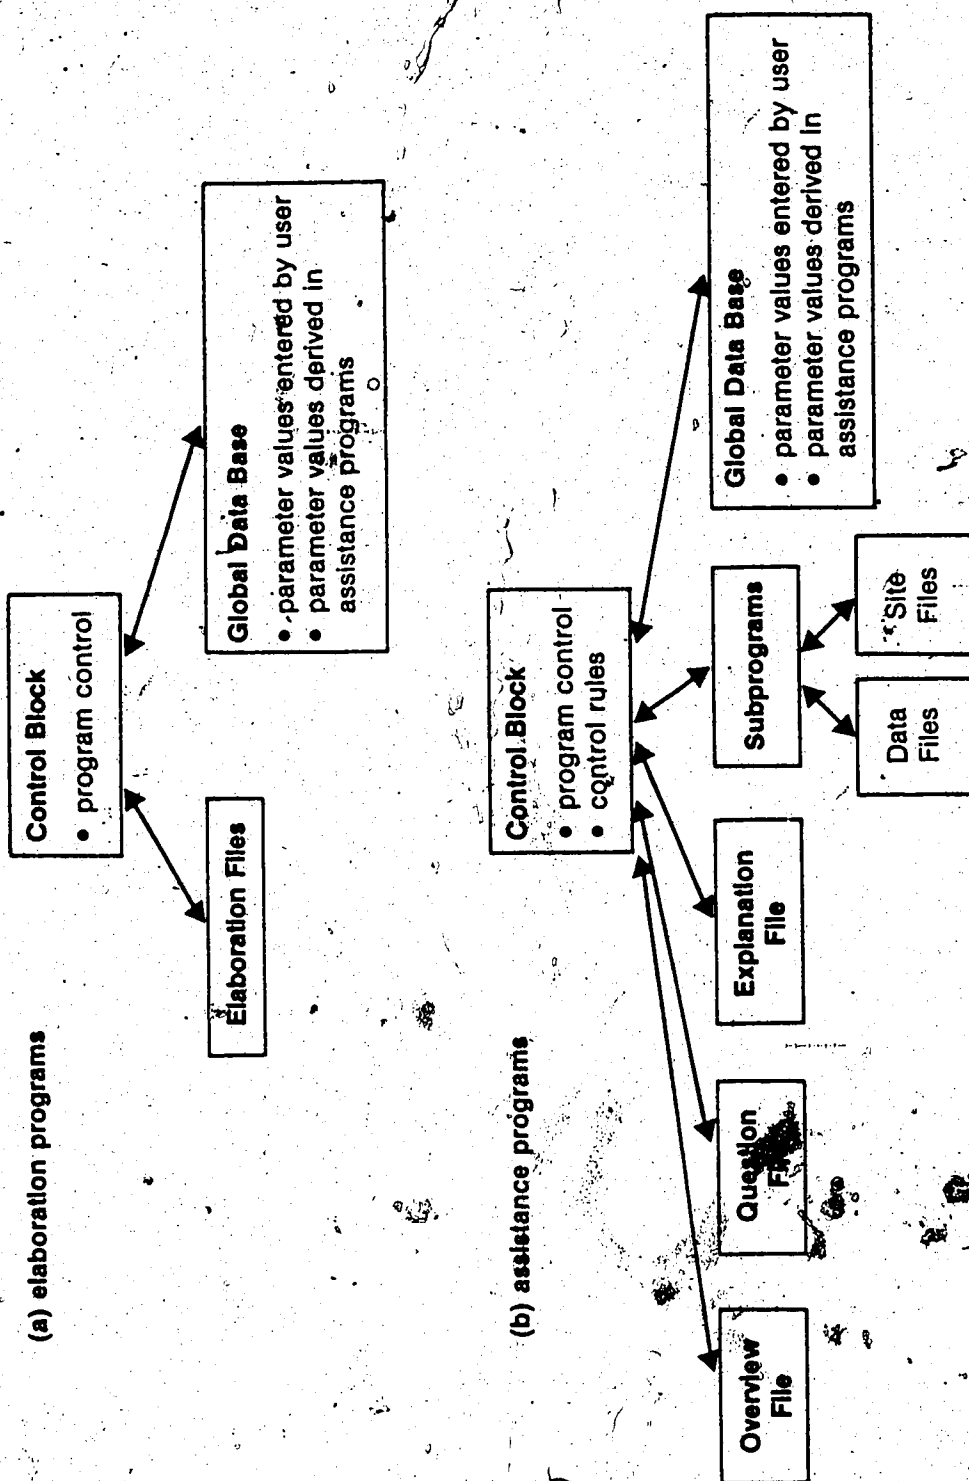 (a) elaboration programs
Control Block
• program control
Elaboration Files
Global Data Base
• parameter values entered by user
• parameter values derived in
assistance programs
(b) assistance programs
Control Block
• program control
• control rules
Overview
File
Question
Explanation
File
Subprograms
Data
Files
Site
Files
Global Data Base
• parameter values entered by user
• parameter values derived in
assistance programs